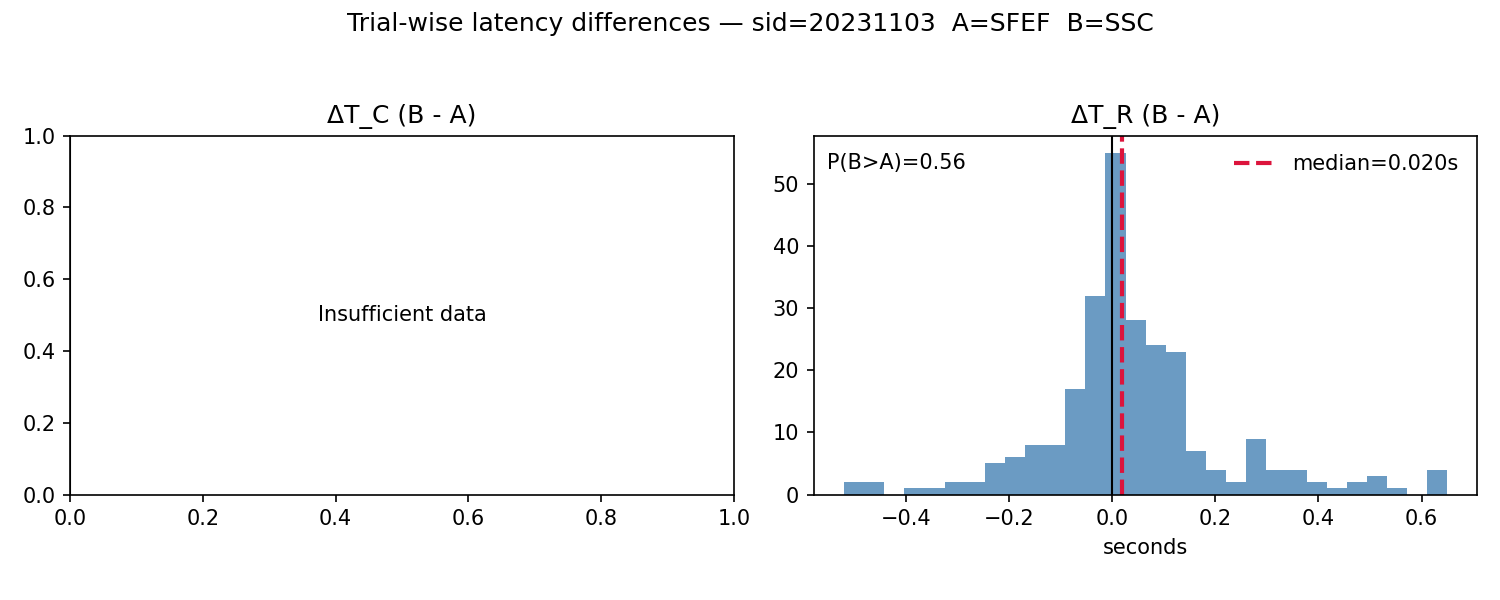 Trial-wise latency differences — sid=20231103  A=SFEF  B=SSC
ΔT_C (B - A)
1.0
0.8
0.6
0.4
0.2
0.0
Insufficient data
0.0 0.2 0.4 0.6 0.8 1.0
ΔT_R (B - A)
P(B>A)=0.56
median=0.020s
50
40
30
20
10
0
−0.4 −0.2 0.0 0.2 0.4 0.6
seconds